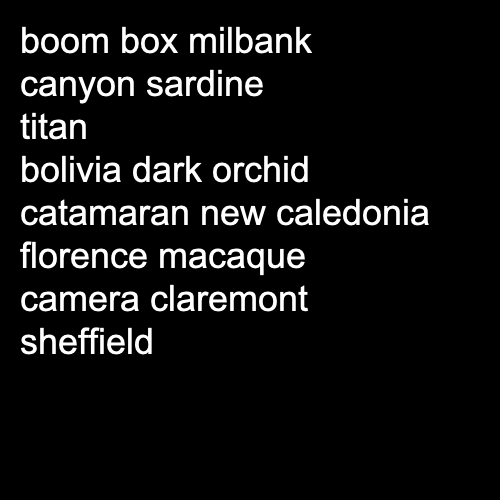 boom box milbank
canyon sardine
titan
bolivia dark orchid
catamaran new caledonia
florence macaque
camera claremont
sheffield